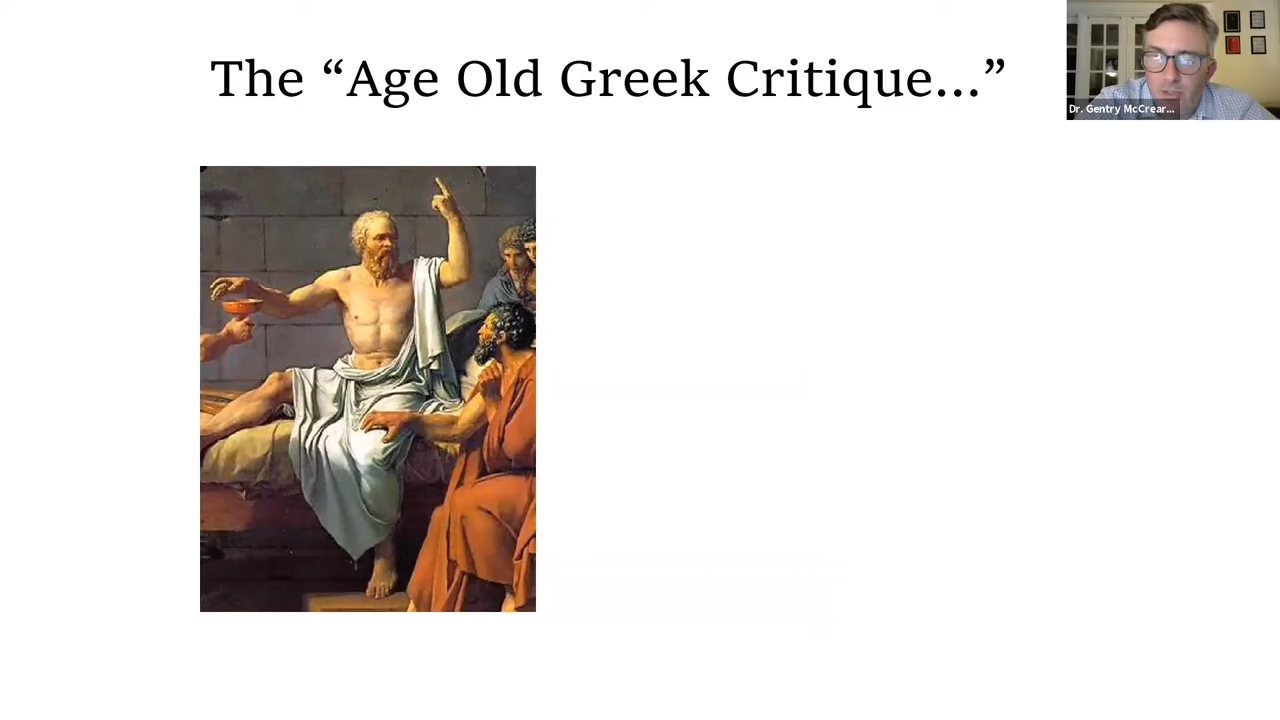 The “Age Old Greek Critique...”
Dr. Gentry McCrear...